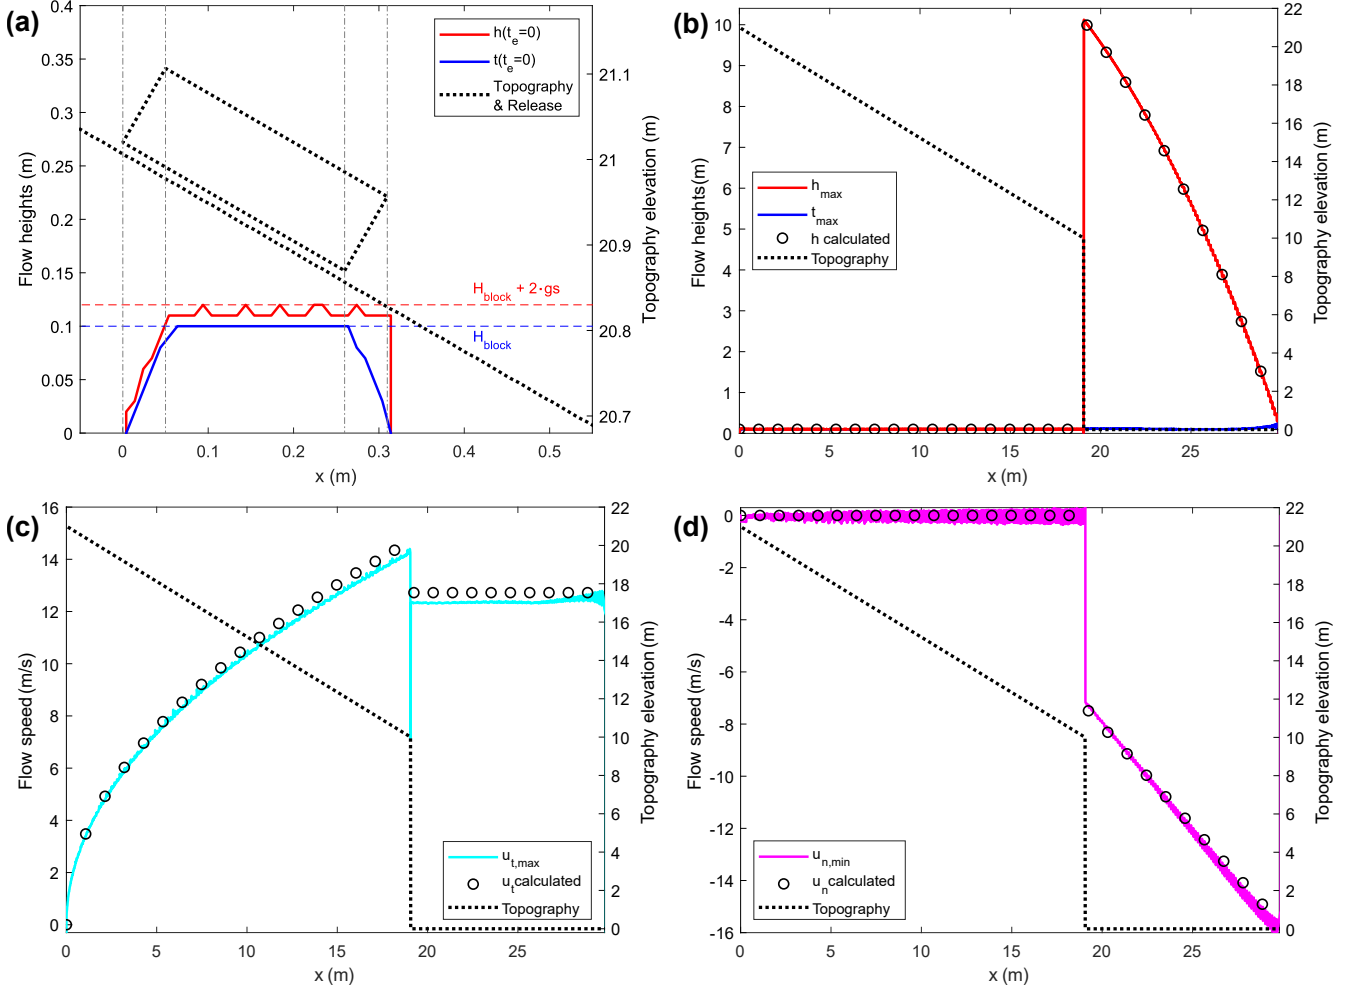 (a)
0.4
0.35
0.3
0.25
0.2
0.15
0.1
0.05
0
Flow heights (m)
h(t_e=0)
t(t_e=0)
Topography
& Release
H_block + 2·gs
H_block
21.1
21
20.9
20.8
20.7
Topography elevation (m)
0 0.1 0.2 0.3 0.4 0.5
x (m)
(b)
10
9
8
7
6
5
4
3
2
1
0
Flow heights(m)
h_max
t_max
h calculated
Topography
22
20
18
16
14
12
10
8
6
4
2
0
Topography elevation (m)
0 5 10 15 20 25
x (m)
(c)
16
14
12
10
8
6
4
2
0
Flow speed (m/s)
u_t,max
u_t calculated
Topography
22
20
18
16
14
12
10
8
6
4
2
0
Topography elevation (m)
0 5 10 15 20 25
x (m)
(d)
0
-2
-4
-6
-8
-10
-12
-14
-16
Flow speed (m/s)
u_n,min
u_n calculated
Topography
22
20
18
16
14
12
10
8
6
4
2
0
Topography elevation (m)
0 5 10 15 20 25
x (m)